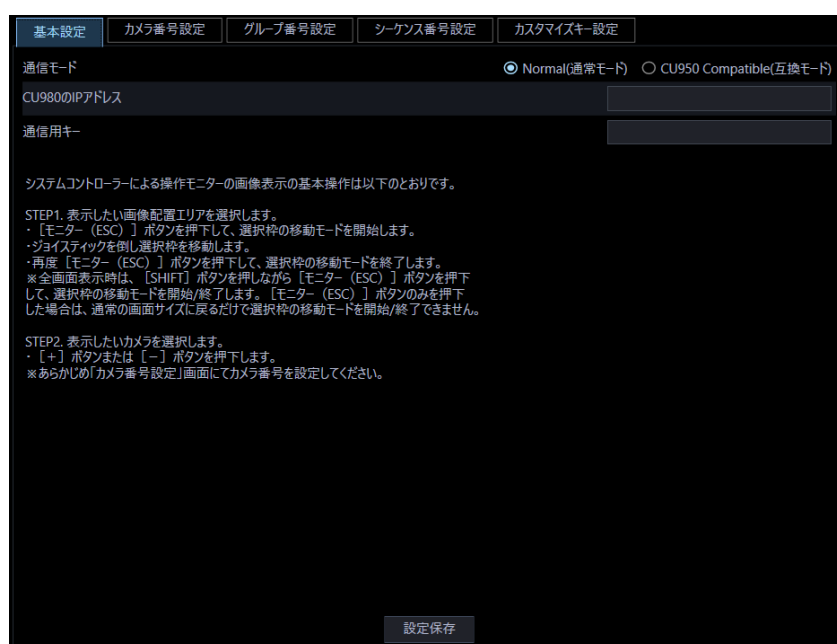 基本設定 カメラ番号設定 グループ番号設定 シーケンス番号設定 カスタマイズキー設定
通信モード Normal(通常モード) CU950 Compatible(互換モード)
CU980のIPアドレス
通信用キー
システムコントローラーによる操作モニターの画像表示の基本操作は以下のとおりです。
STEP1. 表示したい画像配置エリアを選択します。
・［モニター（ESC）］ボタンを押下して、選択枠の移動モードを開始します。
・ジョイスティックを倒し選択枠を移動します。
・再度［モニター（ESC）］ボタンを押下して、選択枠の移動モードを終了します。
※全画面表示時は、［SHIFT］ボタンを押しながら［モニター（ESC）］ボタンを押下
して、選択枠の移動モードを開始/終了します。［モニター（ESC）］ボタンのみを押下
した場合は、通常の画面サイズに戻るだけで選択枠の移動モードを開始/終了できません。
STEP2. 表示したいカメラを選択します。
・［+］ボタンまたは［－］ボタンを押下します。
※あらかじめ「カメラ番号設定」画面にてカメラ番号を設定してください。
設定保存